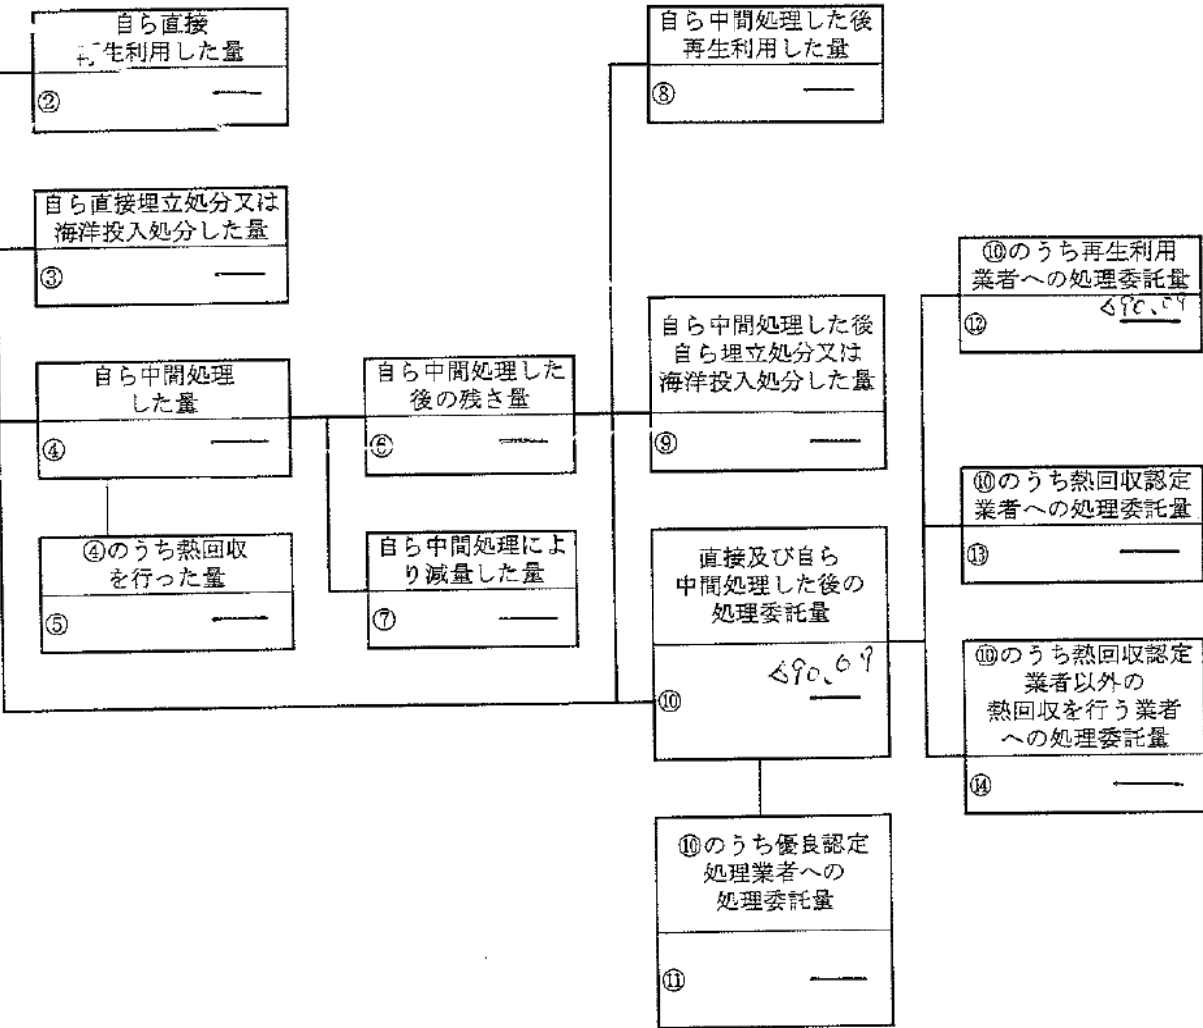 自ら直接
再生利用した量
②
—
自ら直接埋立処分又は
海洋投入処分した量
③
—
自ら中間処理
した量
④
—
④のうち熱回収
を行った量
⑤
—
自ら中間処理した
後の残さ量
⑥
—
自ら中間処理によ
り減量した量
⑦
—
自ら中間処理した後
再生利用した量
⑧
—
自ら中間処理した後
自ら埋立処分又は
海洋投入処分した量
⑨
—
直接及び自ら
中間処理した後の
処理委託量
⑩
—
⑩のうち優良認定
処理業者への
処理委託量
⑪
—
⑩のうち再生利用
業者への処理委託量
⑫
—
⑩のうち熱回収認定
業者への処理委託量
⑬
—
⑩のうち熱回収認定
業者以外の
熱回収を行う業者
への処理委託量
⑭
—